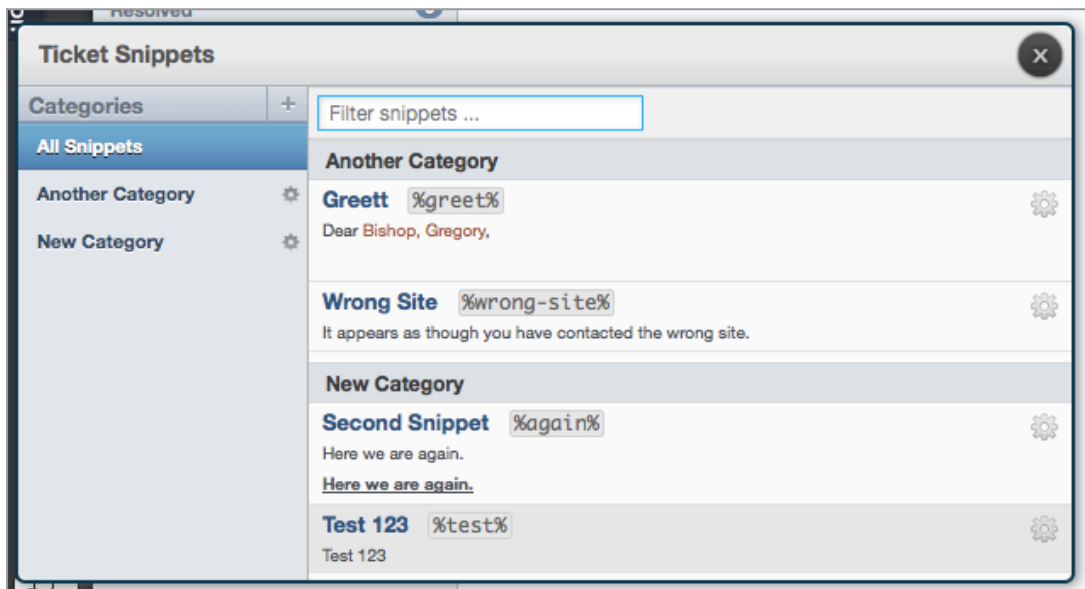 Resolved
Ticket Snippets
Categories
All Snippets
Another Category
New Category
Filter snippets ...
Another Category
Greett %greet%
Dear Bishop, Gregory,
Wrong Site %wrong-site%
It appears as though you have contacted the wrong site.
New Category
Second Snippet %again%
Here we are again.
Here we are again.
Test 123 %test%
Test 123